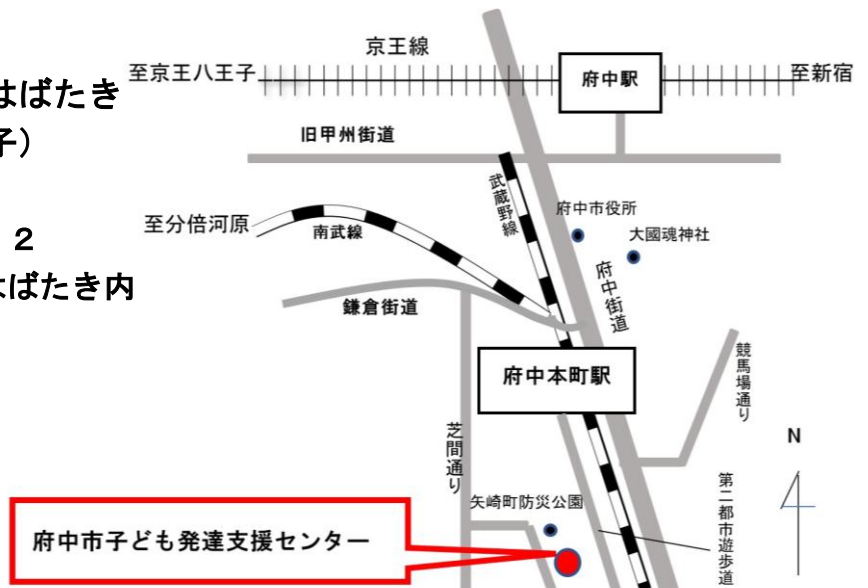 はばたき
子）
２
はばたき内
京王線
至京王八王子
府中駅
至新宿
旧甲州街道
武蔵野線
府中市役所
至分倍河原
南武線
大國魂神社
府中街道
鎌倉街道
府中本町駅
競馬場通り
芝間通り
N
矢崎町防災公園
第二都市遊歩道
府中市子ども発達支援センター